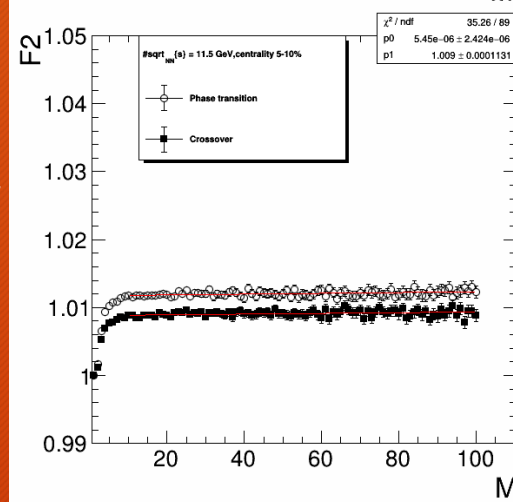 χ² / ndf 35.26 / 89
p0 5.45e-06 ± 2.424e-06
p1 1.009 ± 0.0001131
F2
1.05
1.04
1.03
1.02
1.01
1
0.99
#sqrt_NN{s} = 11.5 GeV,centrality 5-10%
Phase transition
Crossover
20 40 60 80 100
M